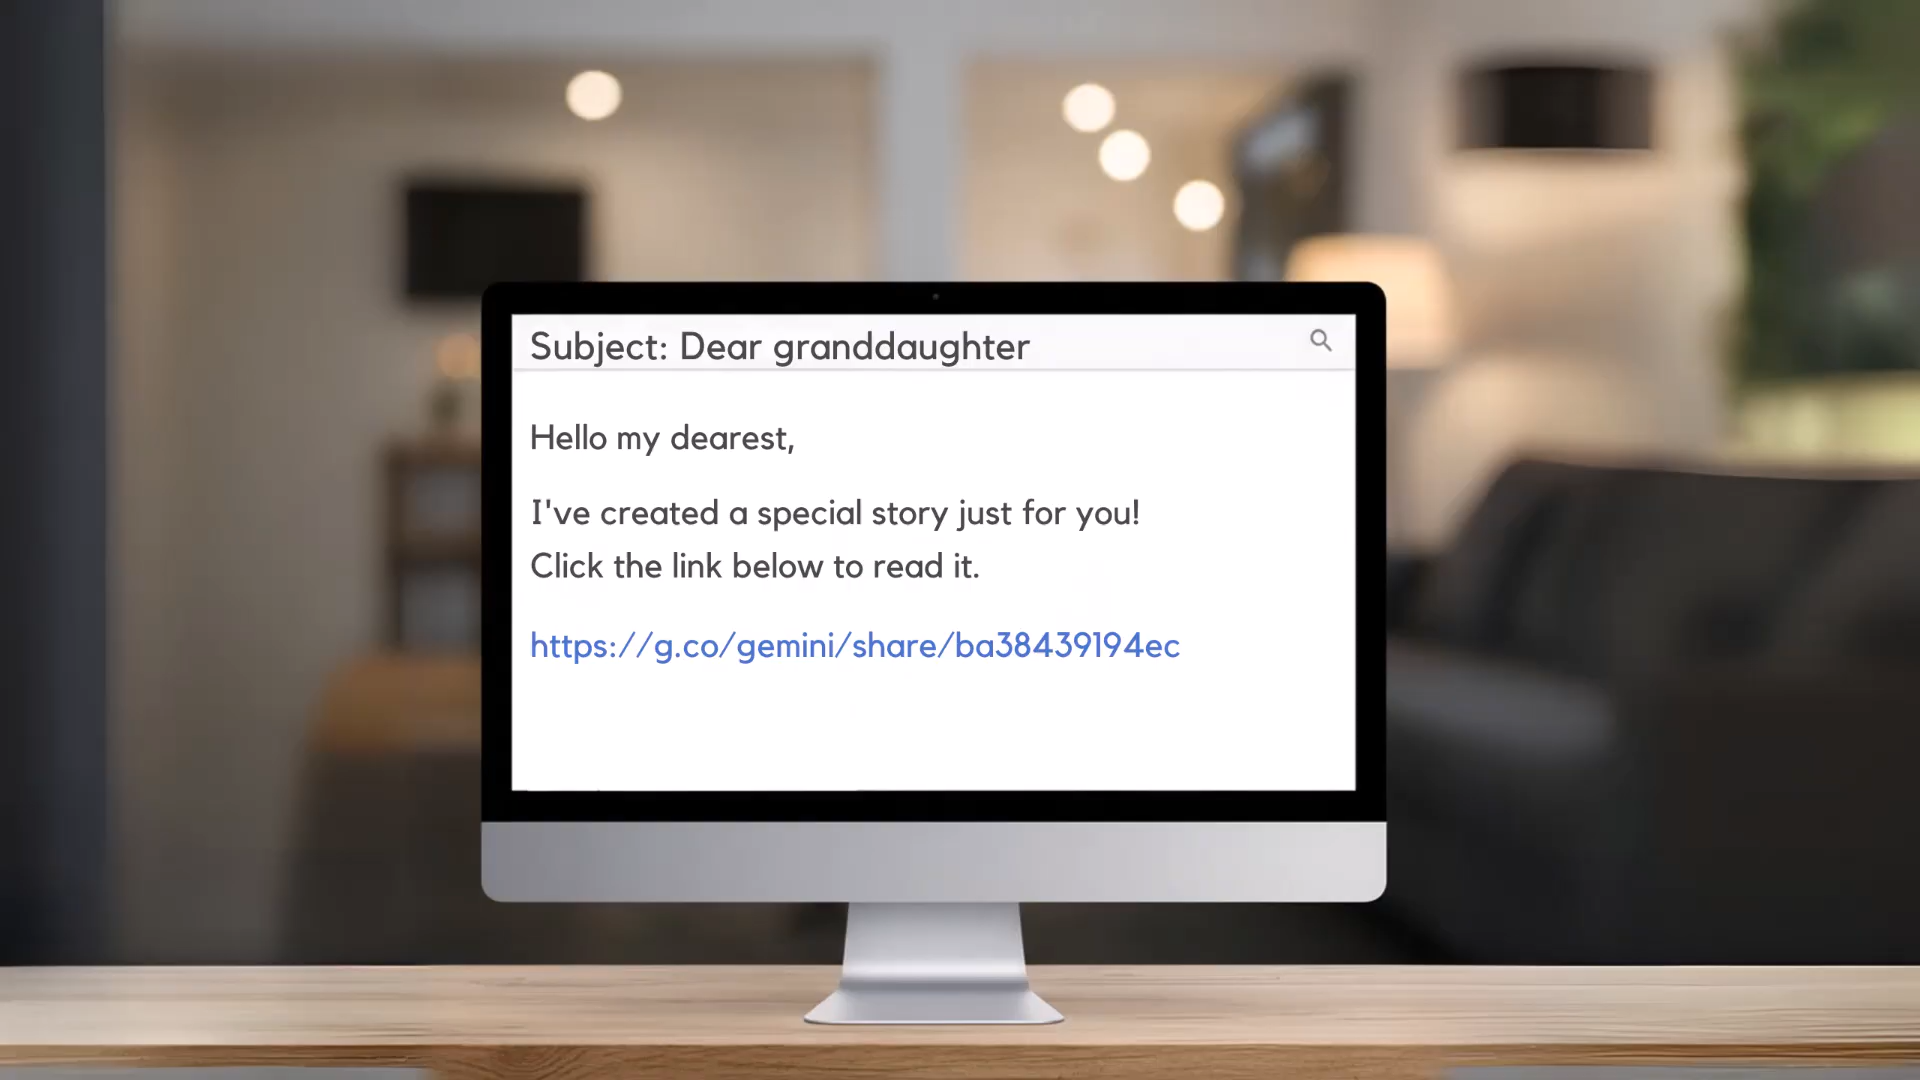 Subject: Dear granddaughter
Hello my dearest,
I've created a special story just for you!
Click the link below to read it.
https://g.co/gemini/share/ba38439194ec